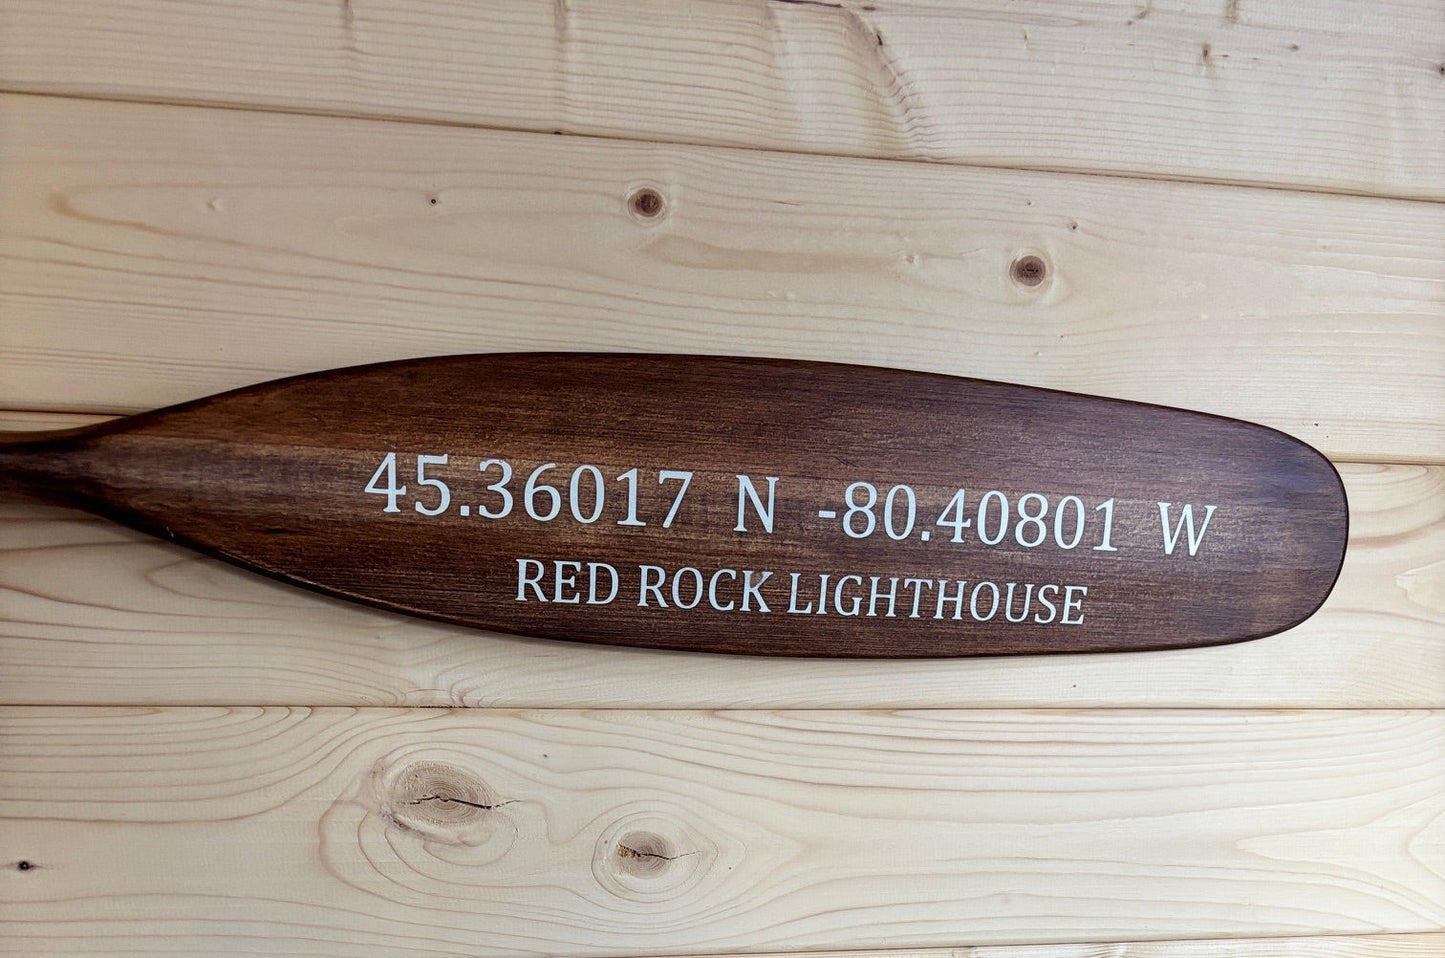 45.36017 N -80.40801 W
RED ROCK LIGHTHOUSE